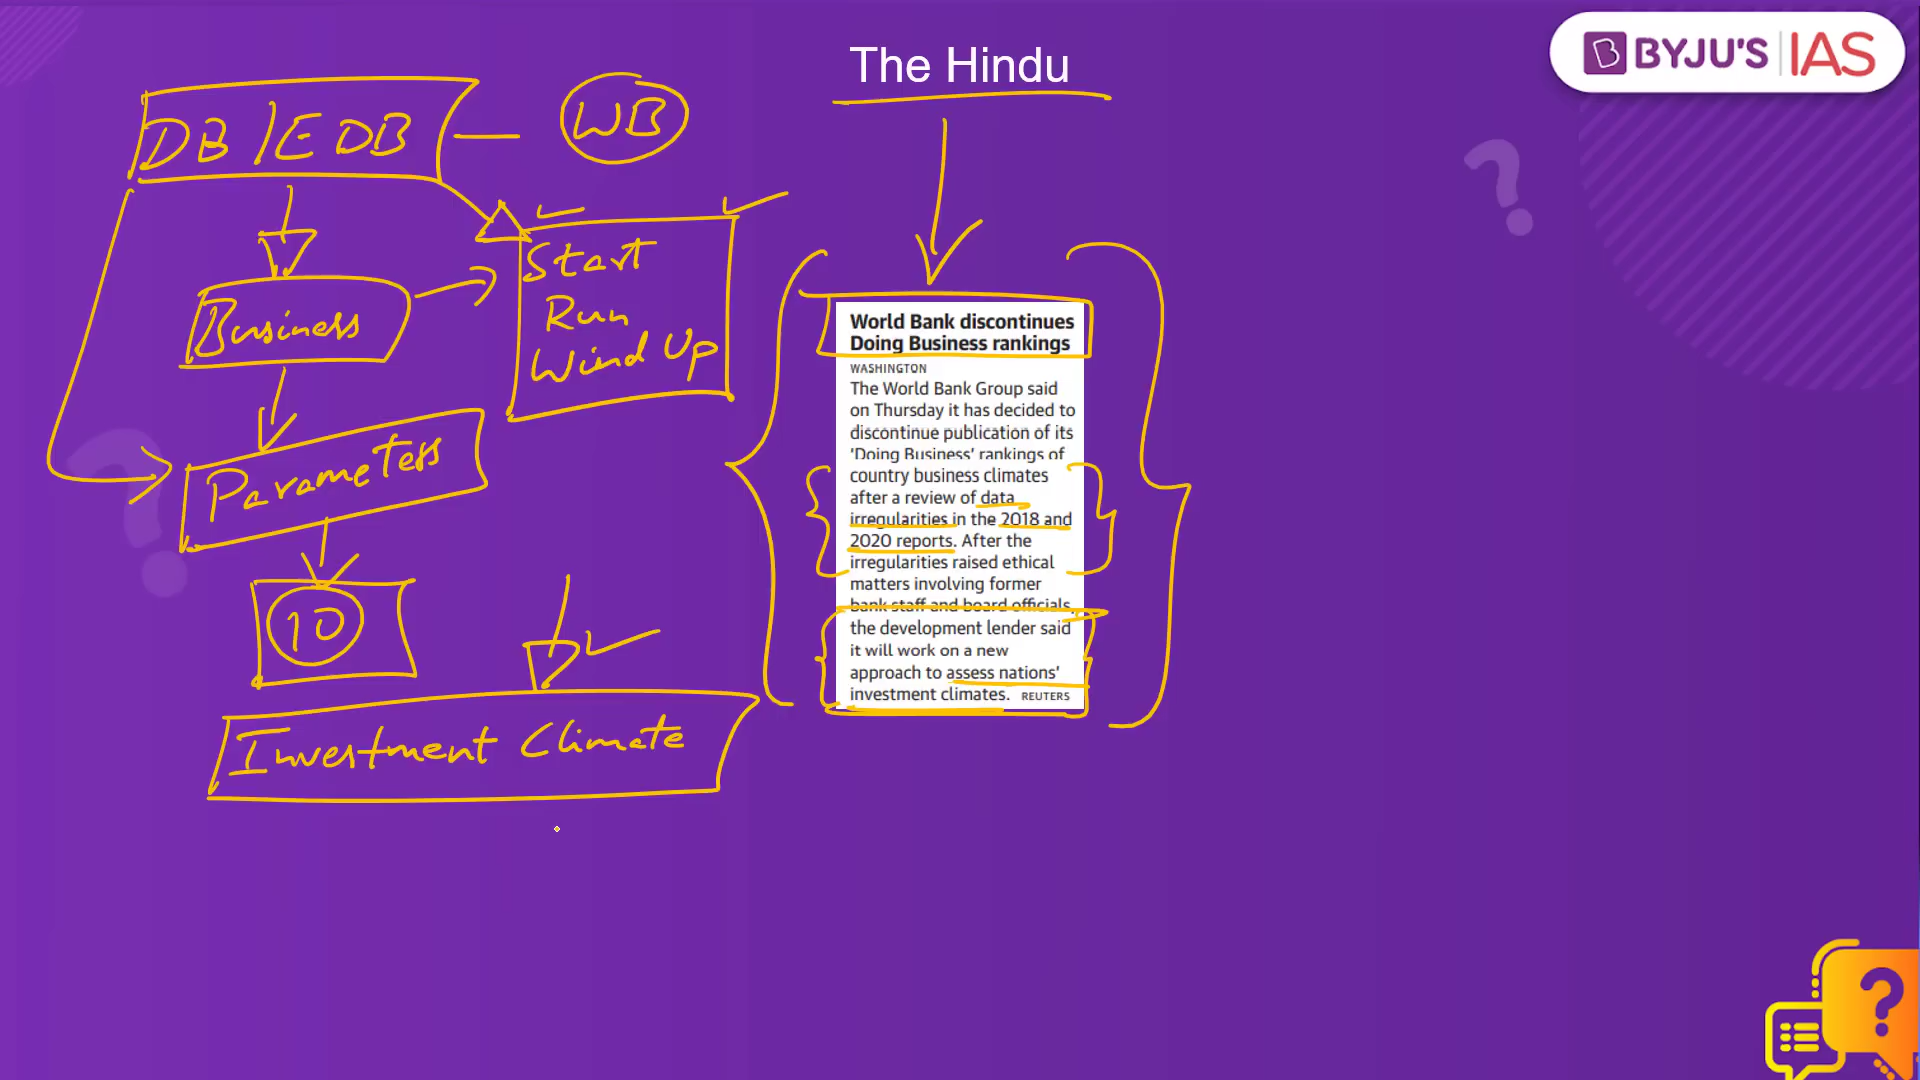 The Hindu
BYJU'S IAS
DB/EDB
WB
Start
Run
Wind Up
Business
Parameters
10
Investment Climate
World Bank discontinues
Doing Business rankings
WASHINGTON
The World Bank Group said
on Thursday it has decided to
discontinue publication of its
'Doing Business' rankings of
country business climates
after a review of data
irregularities in the 2018 and
2020 reports. After the
irregularities raised ethical
matters involving former
bank staff and board officials,
the development lender said
it will work on a new
approach to assess nations'
investment climates. REUTERS